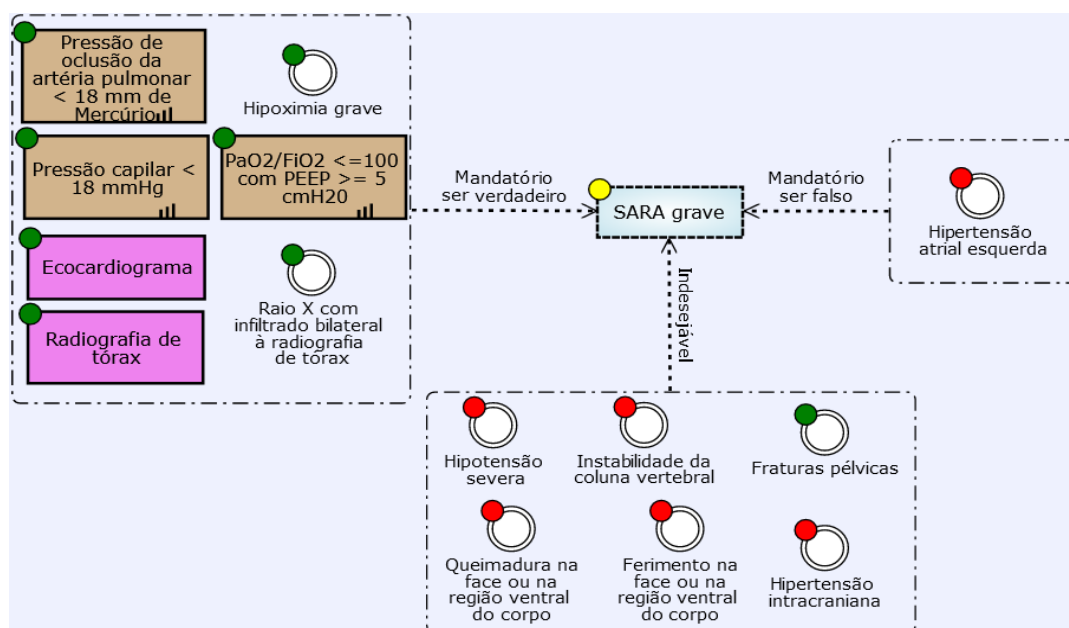 Pressão de
oclusão da
artéria pulmonar
< 18 mm de
Mercúrio
Hipoximia grave
Pressão capilar <
18 mmHg
PaO2/FiO2 <=100
com PEEP >= 5
cmH20
Ecocardiograma
Radiografia de
tórax
Raio X com
infiltrado bilateral
à radiografia
de tórax
Mandatório
ser verdadeiro
SARA grave
Mandatório
ser falso
Hipertensão
atrial esquerda
Indesejável
Hipotensão
severa
Instabilidade da
coluna vertebral
Fraturas pélvicas
Queimadura na
face ou na
região ventral
do corpo
Ferimento na
face ou na
região ventral
do corpo
Hipertensão
intracraniana